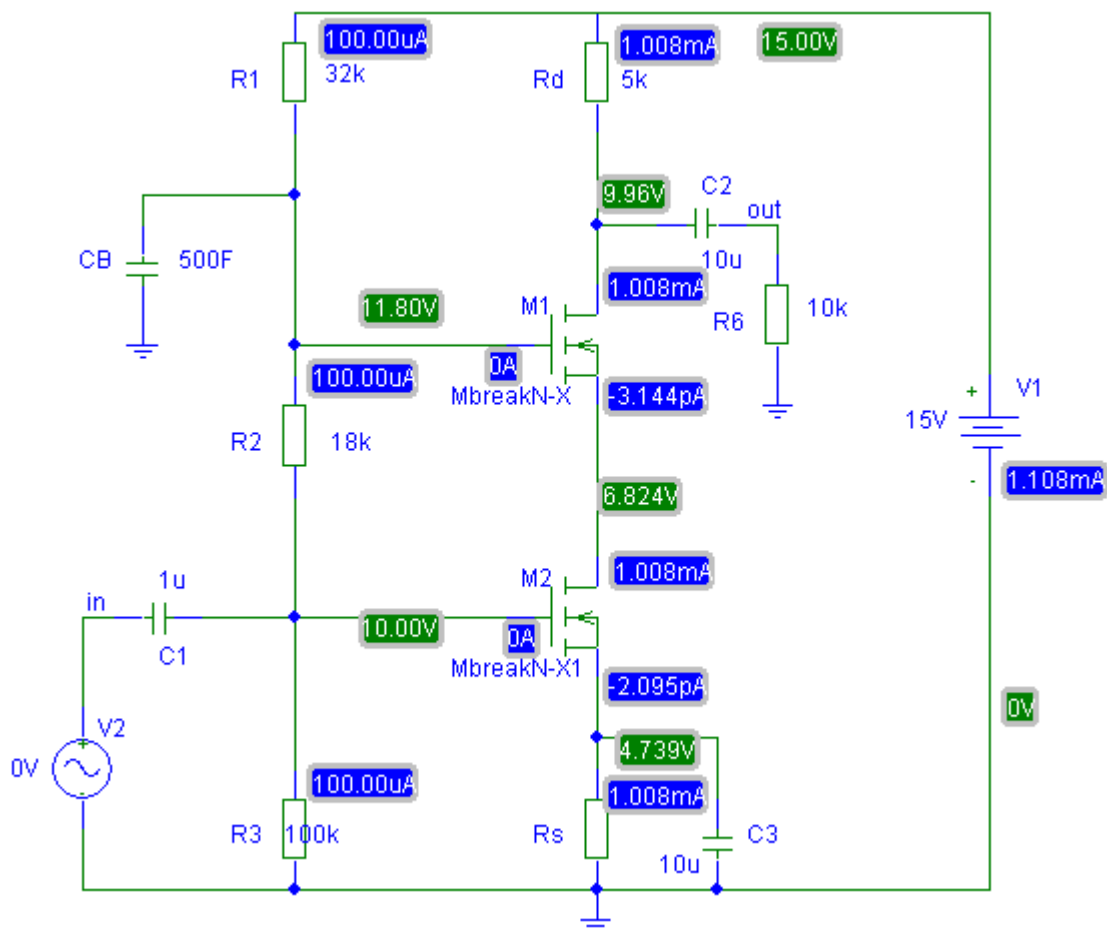 100.00uA
1.008mA
15.00V
R1
32k
Rd
5k
9.96V
C2
out
CB
500F
10u
1.008mA
11.80V
M1
R6
10k
0A
100.00uA
MbreakN-X
-3.144pA
V1
15V
+
R2
18k
-
1.108mA
6.824V
1u
M2
1.008mA
in
10.00V
0A
C1
MbreakN-X1
-2.095pA
0V
V2
+
4.739V
0V
-
100.00uA
1.008mA
R3
100k
Rs
C3
10u